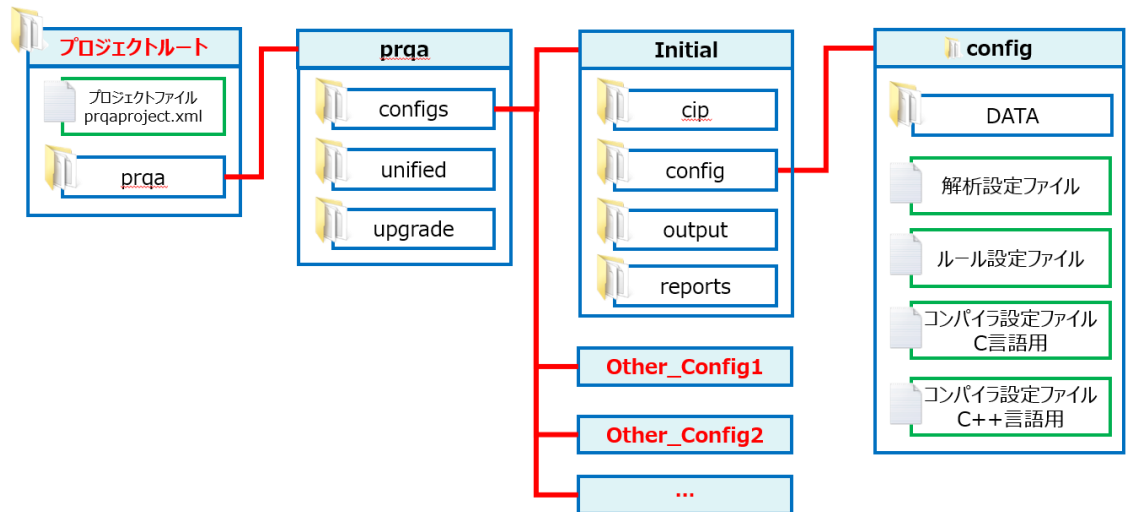 プロジェクトルート
プロジェクトファイル
prqaproject.xml
prqa
prqa
configs
unified
upgrade
Initial
cip
config
output
reports
Other_Config1
Other_Config2
…
config
DATA
解析設定ファイル
ルール設定ファイル
コンパイラ設定ファイル
C言語用
コンパイラ設定ファイル
C++言語用